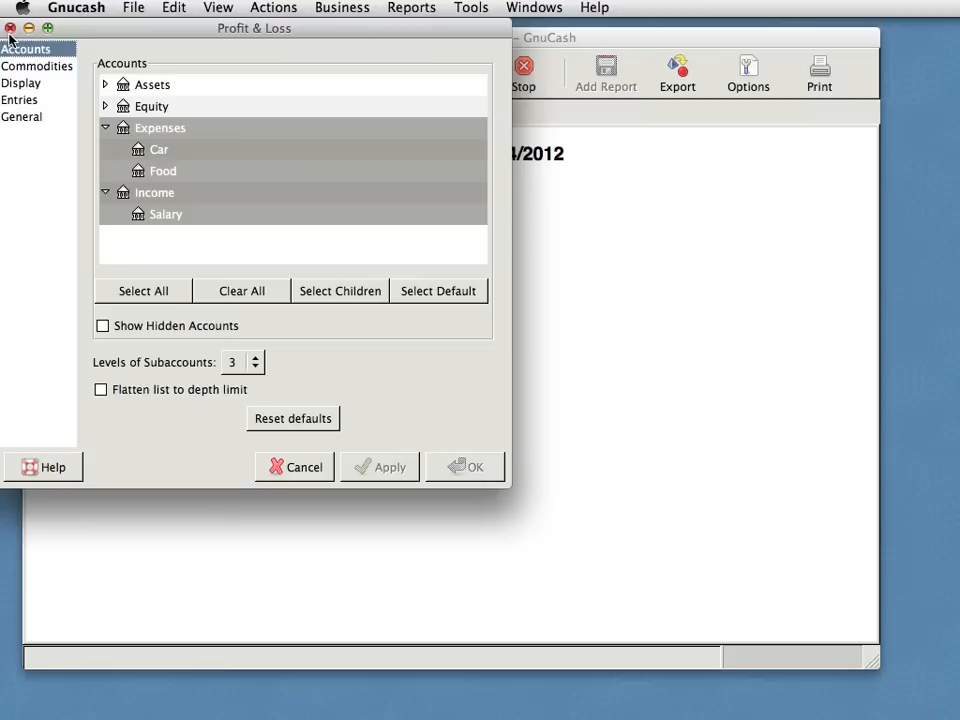 Gnucash File Edit View Actions Business Reports Tools Windows Help
Profit & Loss
– GnuCash
Accounts
Commodities
Display
Entries
General
Accounts
Assets
Equity
Expenses
Car
Food
Income
Salary
Select All Clear All Select Children Select Default
Show Hidden Accounts
Levels of Subaccounts: 3
Flatten list to depth limit
Reset defaults
Help Cancel Apply OK
Stop Add Report Export Options Print
4/2012